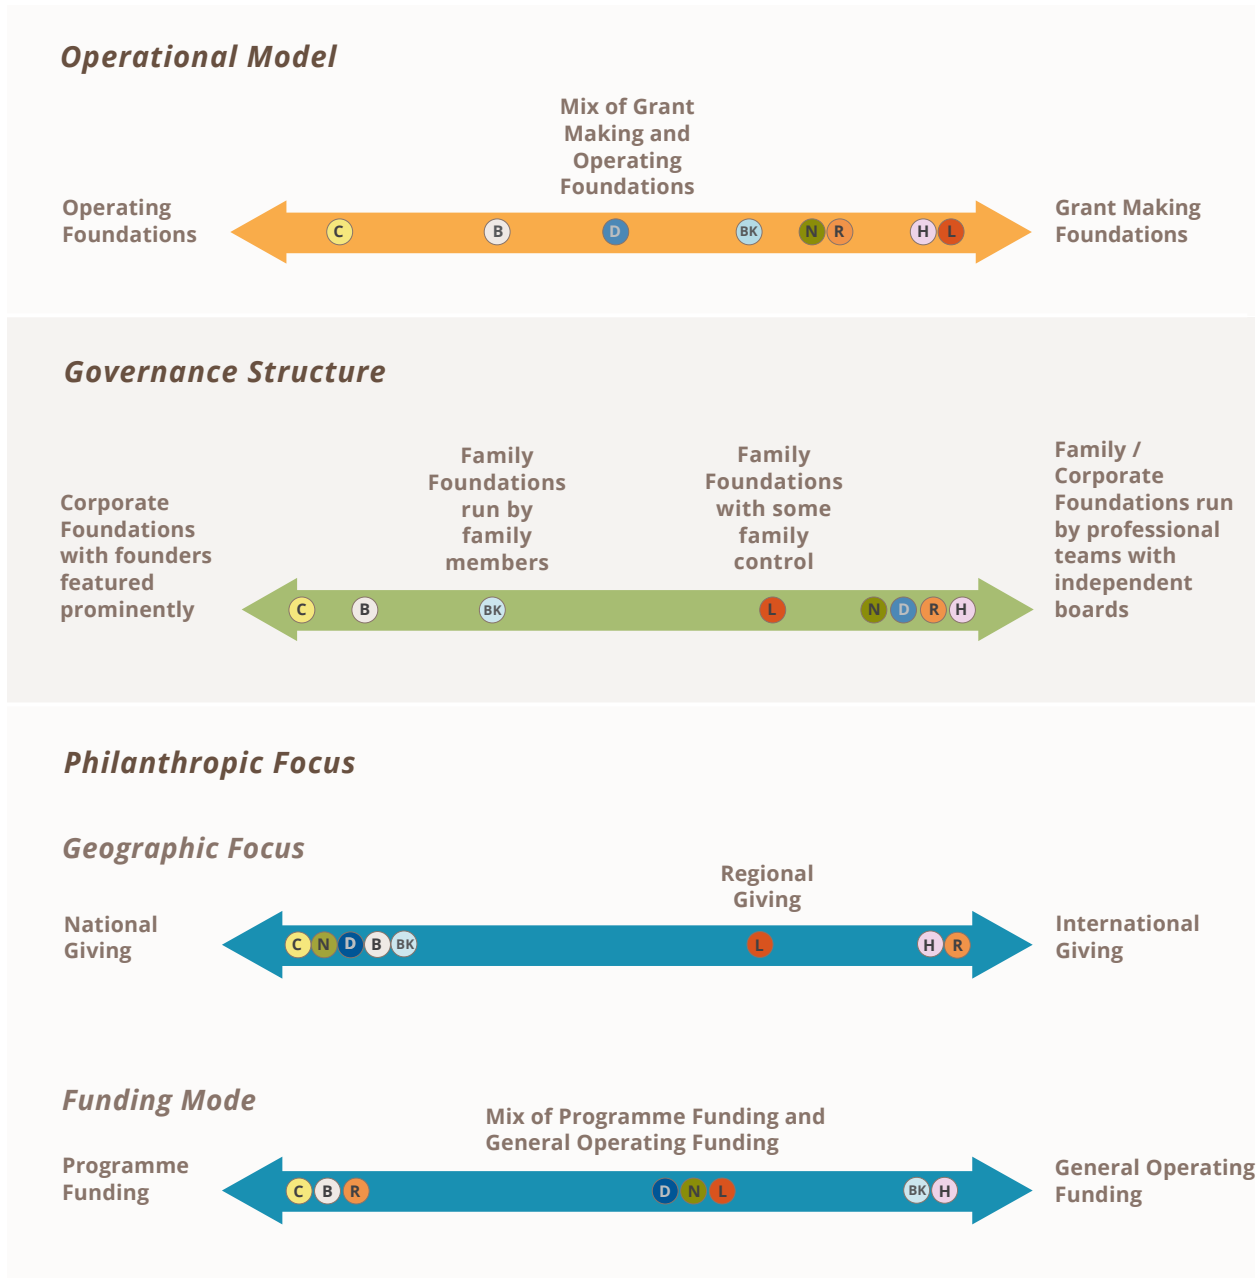 Operational Model
Mix of Grant
Making and
Operating
Foundations
Operating
Foundations
Grant Making
Foundations
C B D BK N R H L
Governance Structure
Corporate
Foundations
with founders
featured
prominently
Family
Foundations
run by
family
members
Family
Foundations
with some
family
control
Family /
Corporate
Foundations run
by professional
teams with
independent
boards
C B BK L N D R H
Philanthropic Focus
Geographic Focus
National
Giving
Regional
Giving
International
Giving
C N D B BK L H R
Funding Mode
Programme
Funding
Mix of Programme Funding and
General Operating Funding
General Operating
Funding
C B R D N L BK H